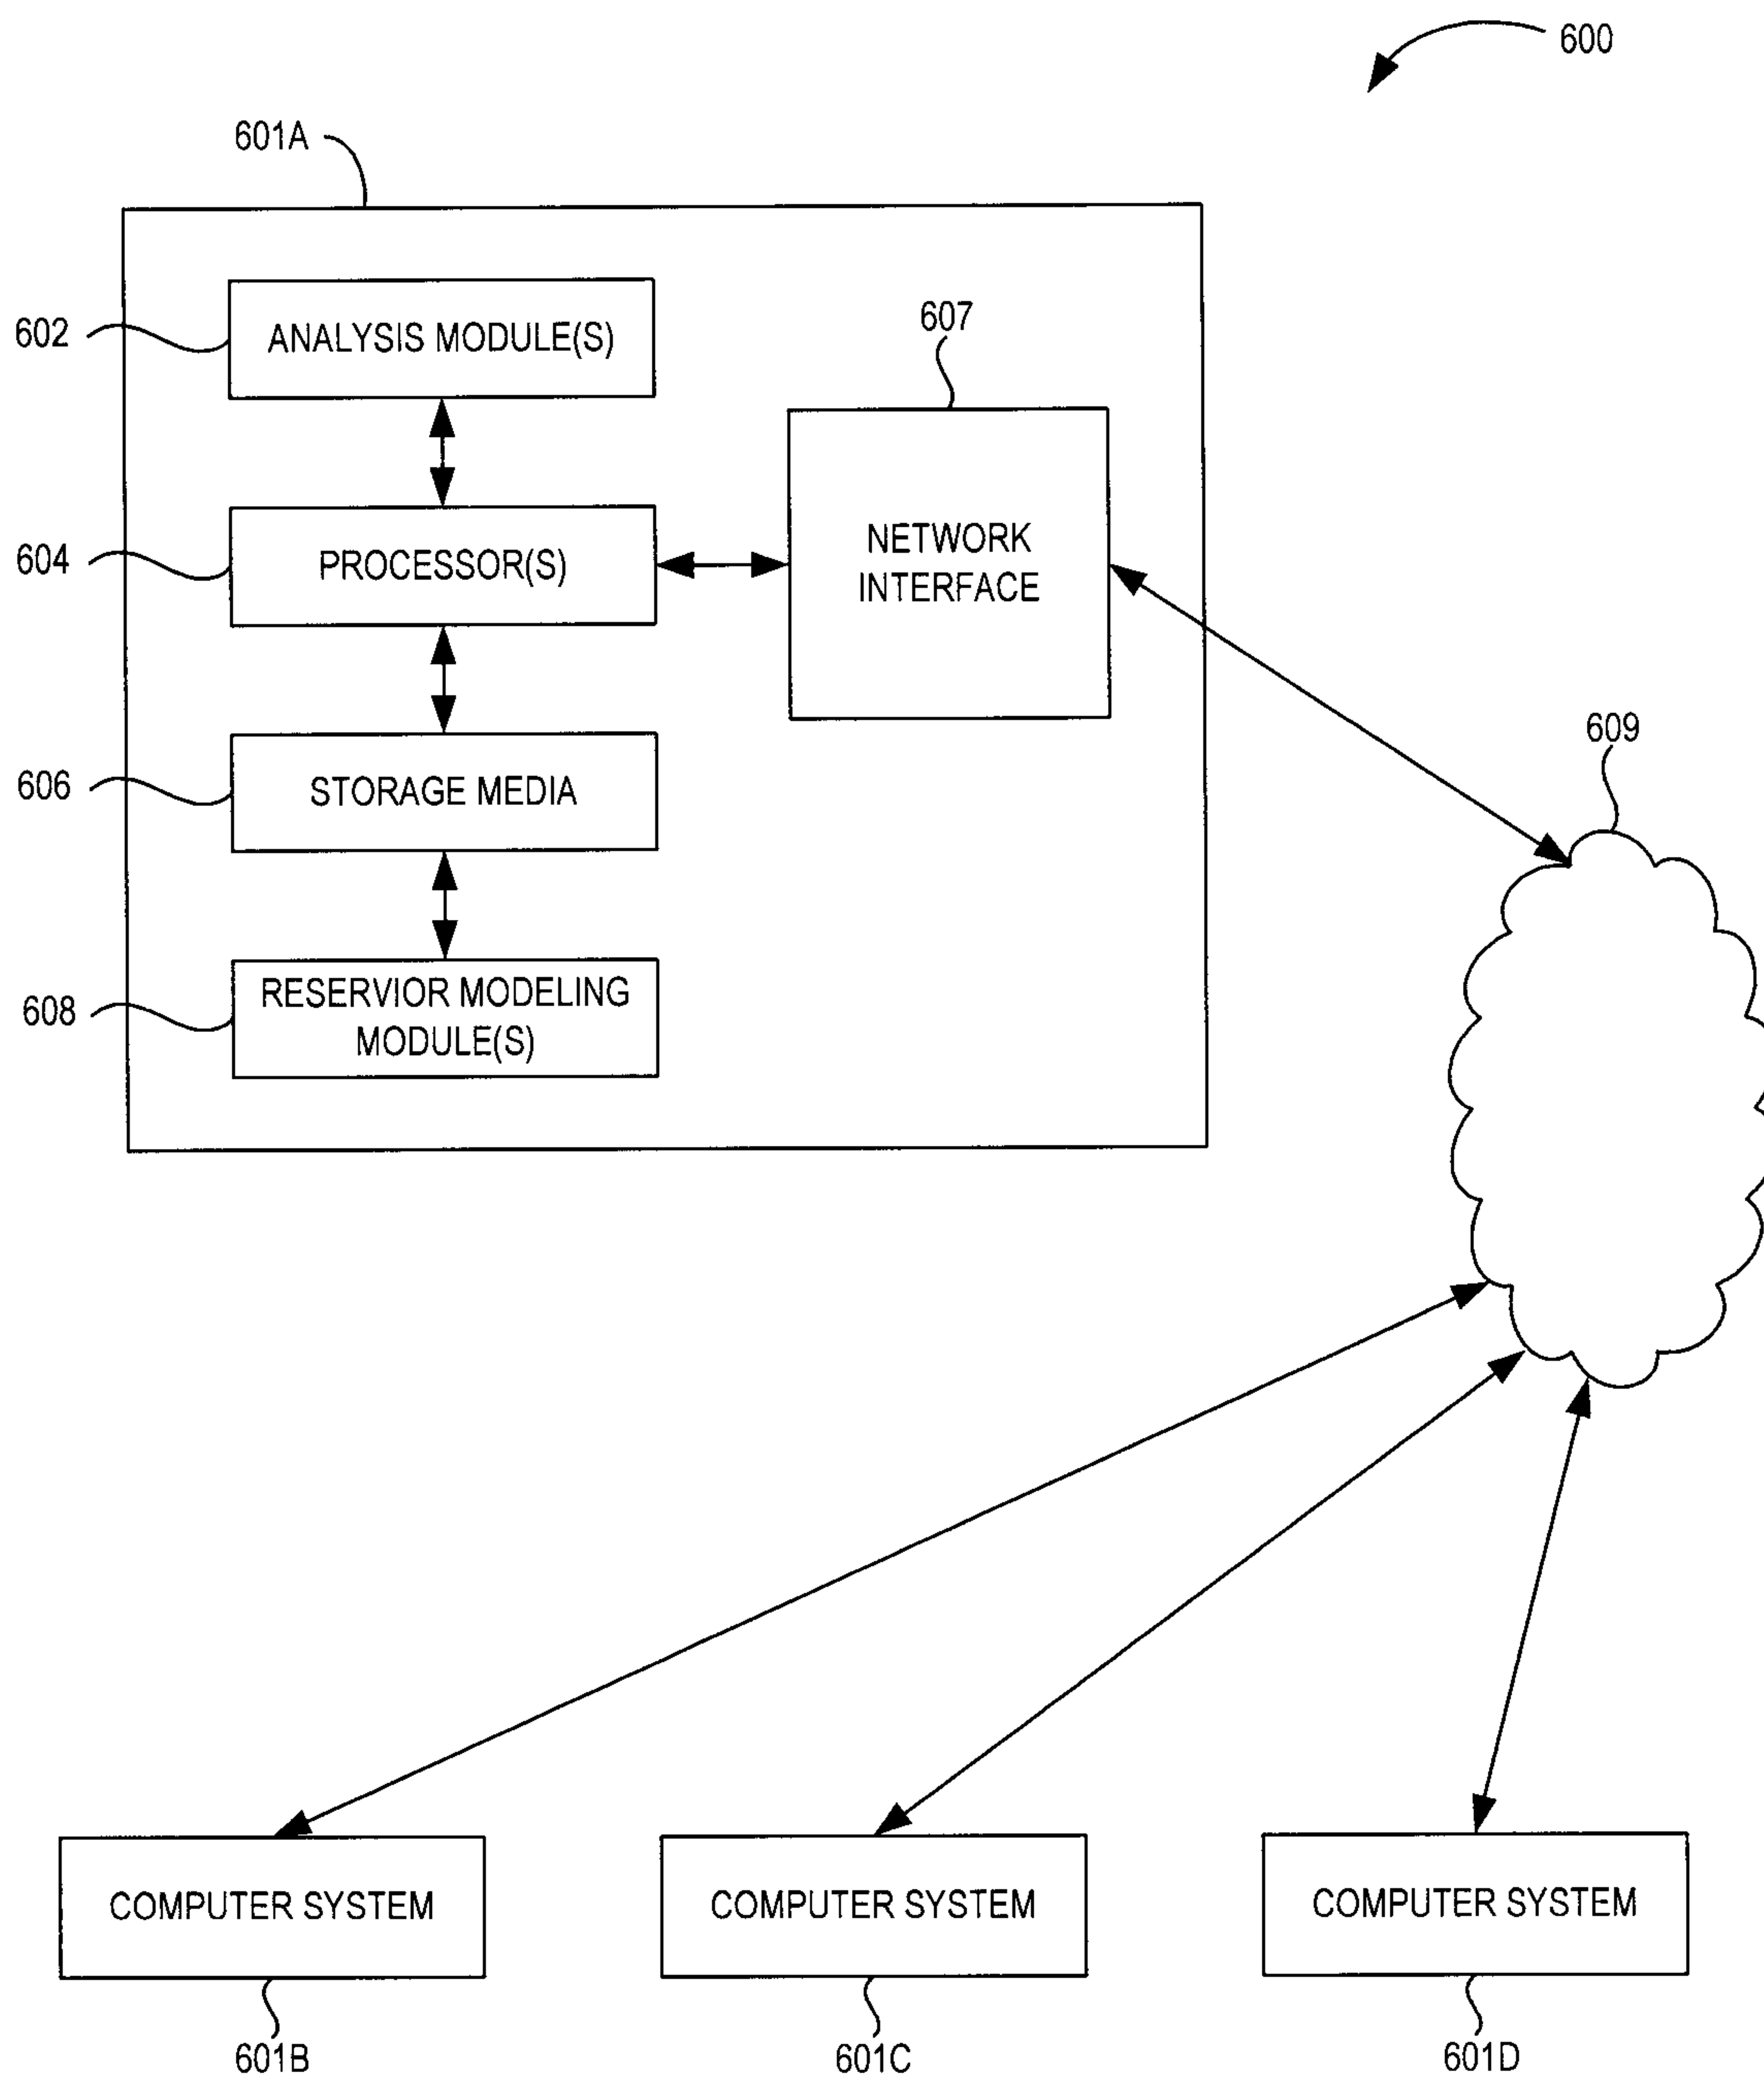 600
601A
602
ANALYSIS MODULE(S)
607
604
PROCESSOR(S)
NETWORK
INTERFACE
609
606
STORAGE MEDIA
608
RESERVIOR MODELING
MODULE(S)
COMPUTER SYSTEM
COMPUTER SYSTEM
COMPUTER SYSTEM
601B
601C
601D